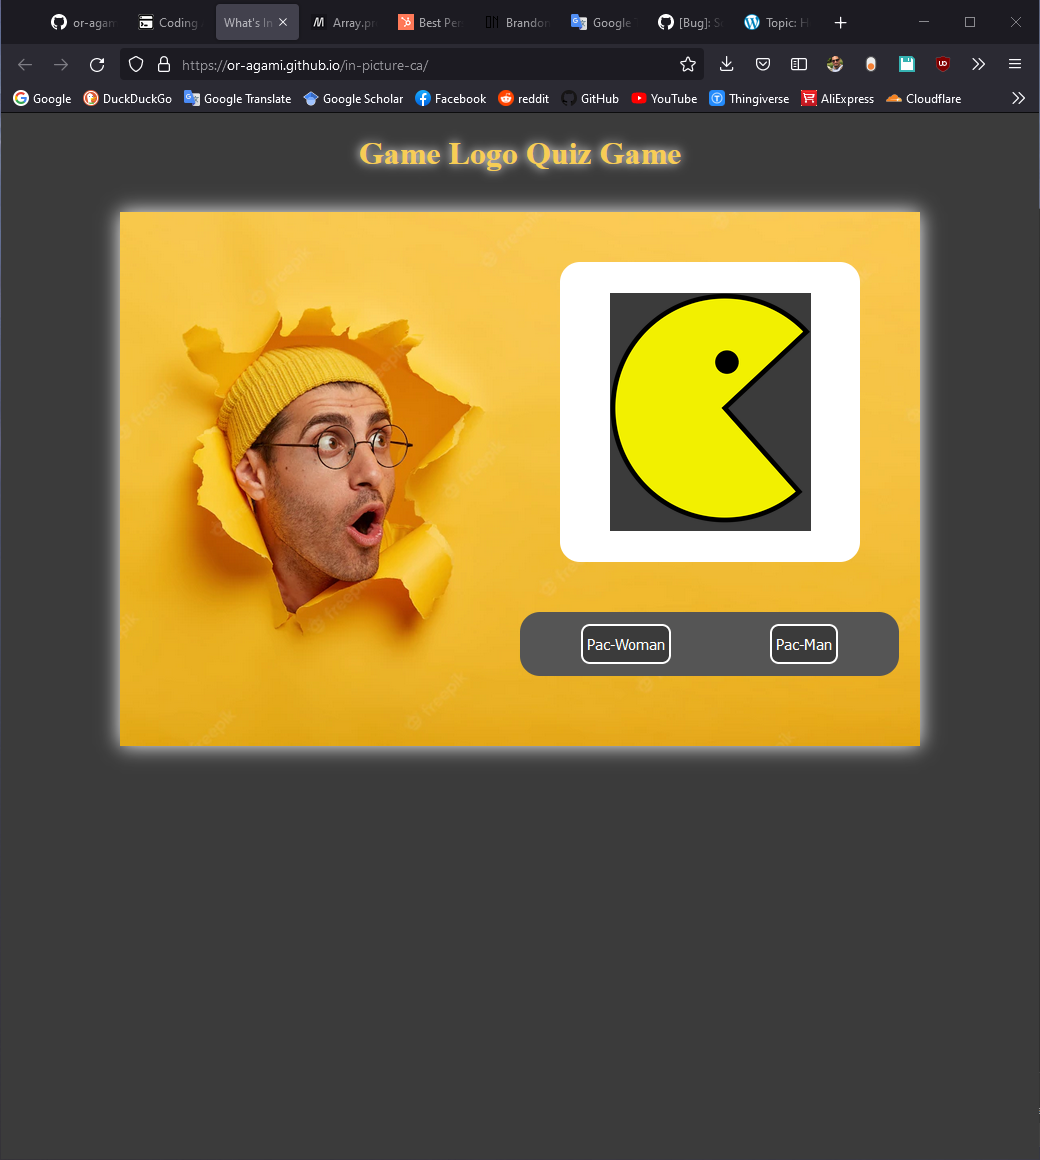 or-agam
Coding
What's In
Array.pr
Best Per
Brandon
Google T
[Bug]: S
Topic: H
https://or-agami.github.io/in-picture-ca/
Google DuckDuckGo Google Translate Google Scholar Facebook reddit GitHub YouTube Thingiverse AliExpress Cloudflare
Game Logo Quiz Game
freepik
Pac-Woman Pac-Man